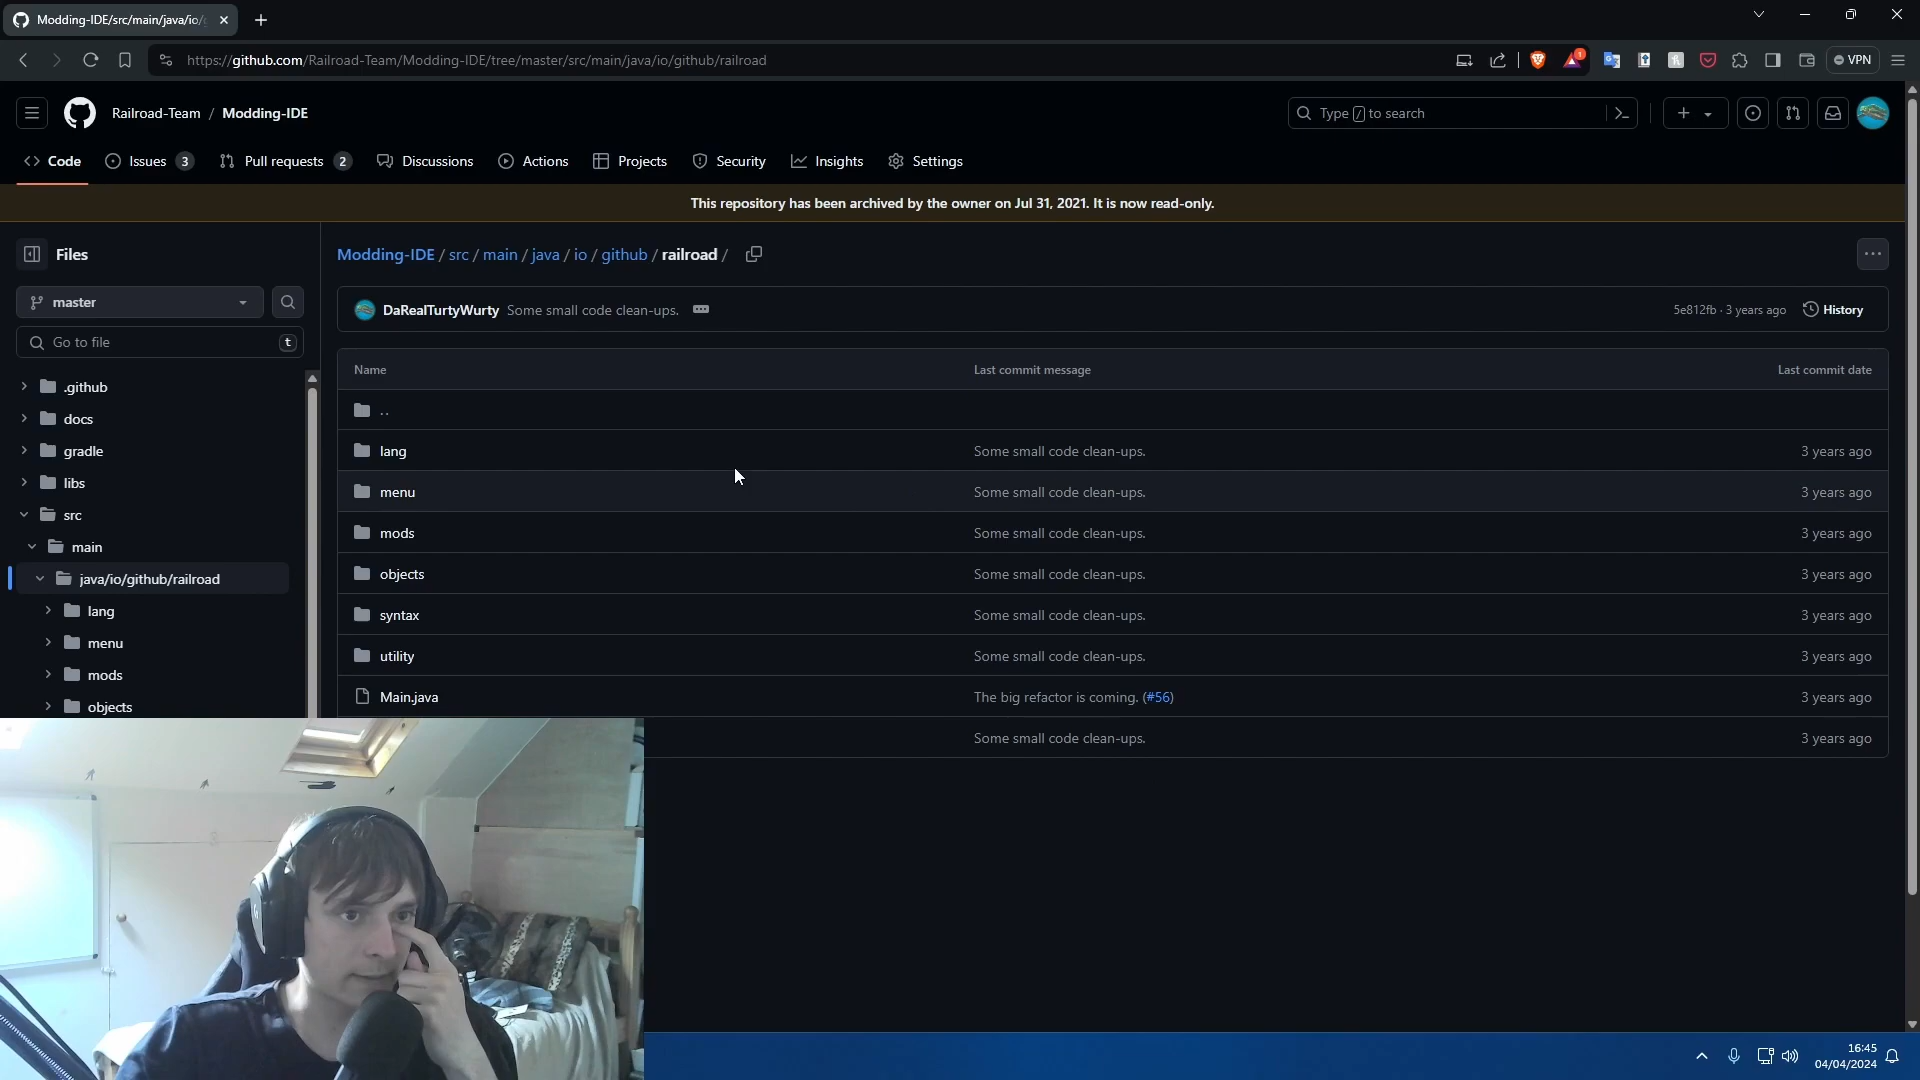 Modding-IDE/src/main/java/io/
https://github.com/Railroad-Team/Modding-IDE/tree/master/src/main/java/io/github/railroad
1
VPN
Railroad-Team / Modding-IDE
Type / to search
Code
Issues 3
Pull requests 2
Discussions
Actions
Projects
Security
Insights
Settings
This repository has been archived by the owner on Jul 31, 2021. It is now read-only.
Files
Modding-IDE / src / main / java / io / github / railroad /
master
DaRealTurtyWurty Some small code clean-ups.
5e812fb · 3 years ago
History
Go to file
t
Name
Last commit message
Last commit date
.github
docs
gradle
libs
src
main
java/io/github/railroad
lang
menu
mods
objects
..
lang Some small code clean-ups. 3 years ago
menu Some small code clean-ups. 3 years ago
mods Some small code clean-ups. 3 years ago
objects Some small code clean-ups. 3 years ago
syntax Some small code clean-ups. 3 years ago
utility Some small code clean-ups. 3 years ago
Main.java The big refactor is coming. (#56) 3 years ago
Some small code clean-ups. 3 years ago
16:45
04/04/2024